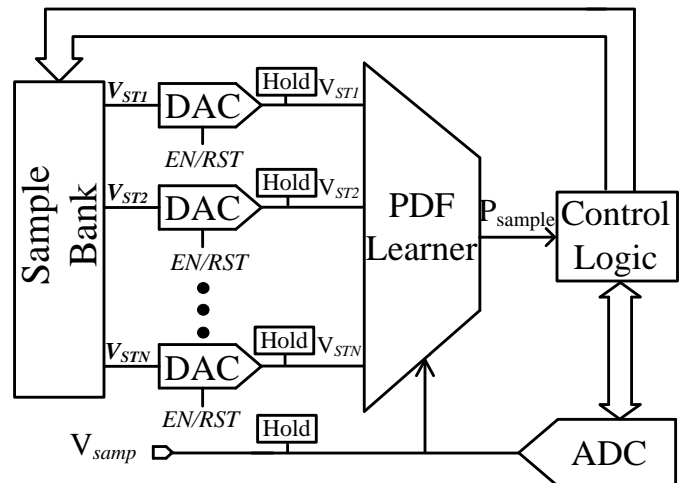 Sample Bank
V_ST1
DAC
EN/RST
Hold
V_ST1
V_ST2
DAC
EN/RST
Hold
V_ST2
V_STN
DAC
EN/RST
Hold
V_STN
PDF
Learner
P_sample
Control
Logic
V_samp
Hold
ADC